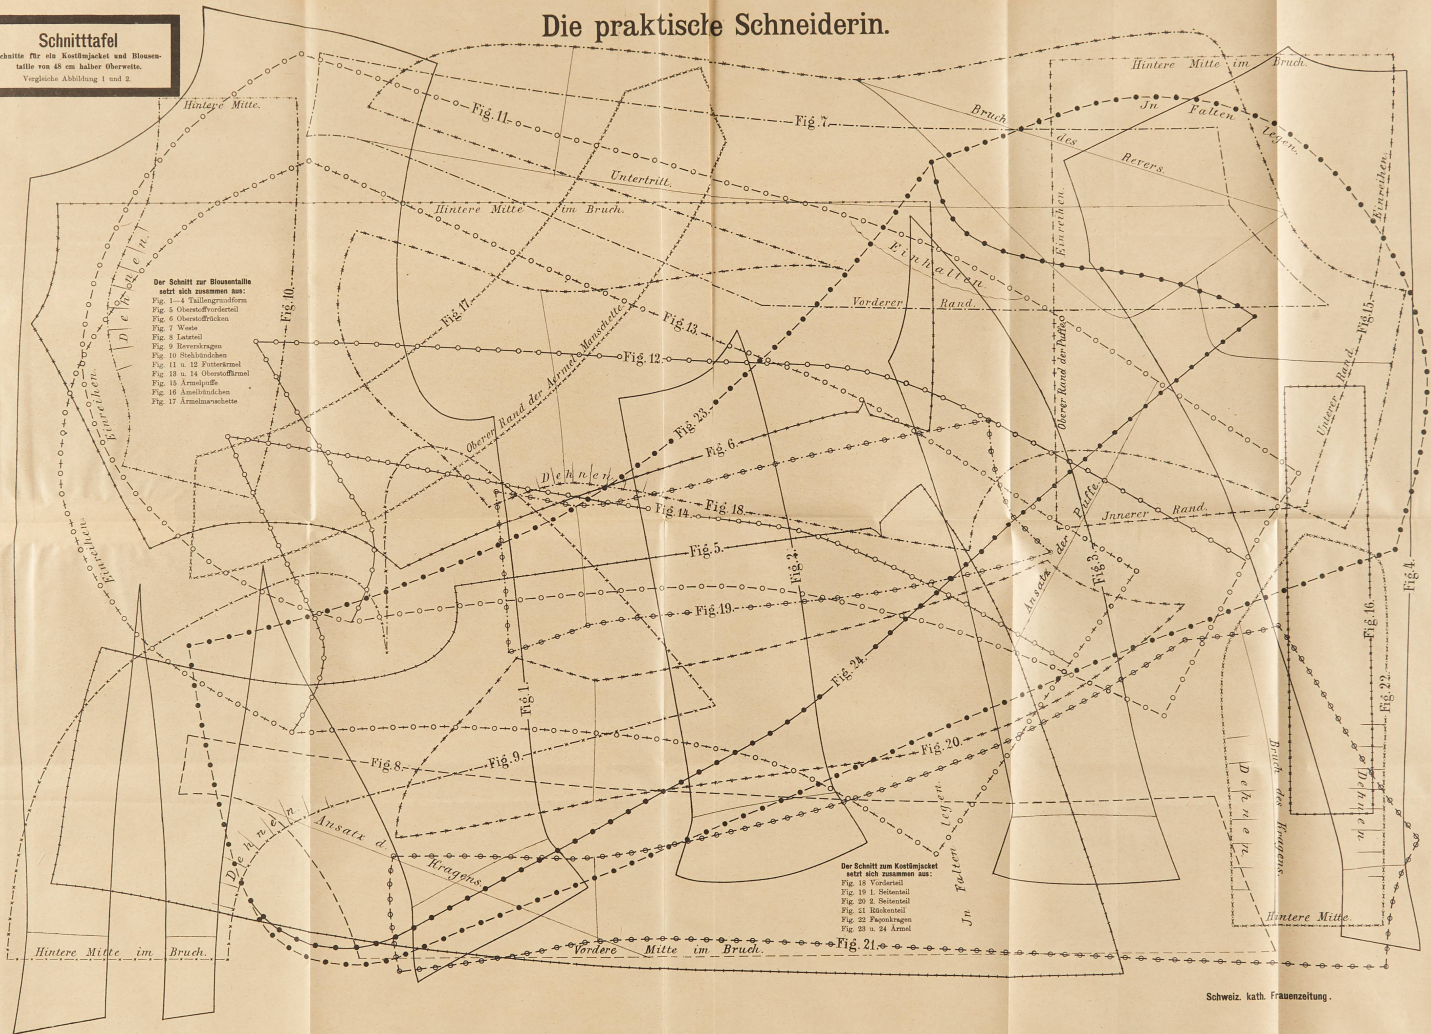 Die praktische Schneiderin.
Schnitttafel
chnitte für ein Kostümjacket und Blousen-
taille von 48 cm halber Oberweite.
Vergleiche Abbildung 1 und 2.
Hintere Mitte.
Fig. 11
Fig. 7.
Bruch des Revers.
Hintere Mitte im Bruch.
Jn Falten legen.
Untertritt.
Hintere Mitte im Bruch.
Einhalten
Einreihen.
Einreihen.
Dehnen.
Der Schnitt zur Blousentaille
setzt sich zusammen aus:
Fig. 1—4 Taillengrundform
Fig. 5 Oberstoffvorderteil
Fig. 6 Oberstoffrücken
Fig. 7 Weste
Fig. 8 Latzteil
Fig. 9 Reverskragen
Fig. 10 Stehbündchen
Fig. 11 u. 12 Futterärmel
Fig. 13 u. 14 Oberstoffärmel
Fig. 15 Ärmelpuffe
Fig. 16 Ämelbündchen
Fig. 17 Ärmelmanschette
Fig. 10.
Fig. 17.
Fig. 13.
Vorderer Rand.
Fig. 15.
Fig. 12.
Oberer Rand der Aermel-Manschette
Oberer Rand der Puffe
Unterer Rand.
Einreihen.
Fig. 23.
Fig. 6.
Dehnen.
Fig. 14.
Fig. 18.
Jnnerer Rand.
Einreihen.
Fig. 5.
Fig. 2.
Ansatz der Puffe.
Fig. 3.
Fig. 4.
Fig. 19.
Fig. 16.
Fig. 24.
Fig. 1.
Fig. 22.
Fig. 20.
Fig. 8.
Fig. 9.
Dehnen
Ansatz d. Kragens.
Jn Falten legen.
Dehnen
Bruch des Kragens.
Dehnen
Der Schnitt zum Kostümjacket
setzt sich zusammen aus:
Fig. 18 Vorderteil
Fig. 19 1. Seitenteil
Fig. 20 2. Seitenteil
Fig. 21 Rückenteil
Fig. 22 Façonkragen
Fig. 23 u. 24 Ärmel
Hintere Mitte.
Hintere Mitte im Bruch.
Vordere Mitte im Bruch.
Fig. 21.
Schweiz. kath. Frauenzeitung.